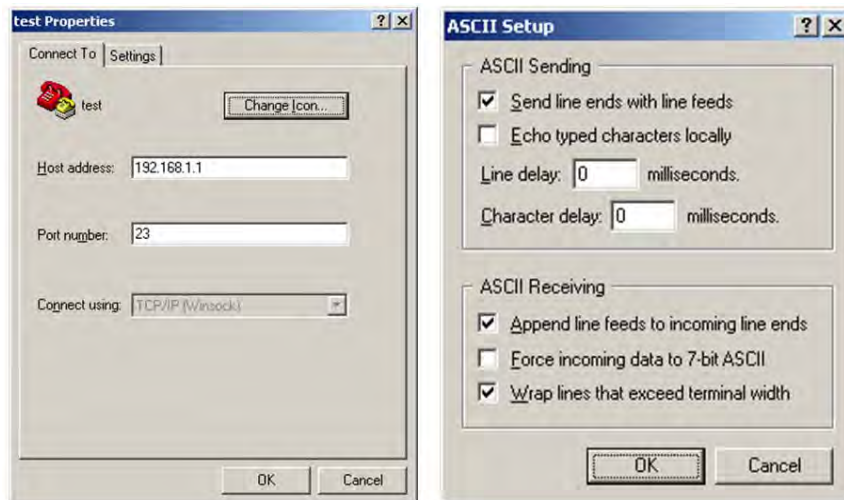 test Properties
Connect To
Settings
test
Change Icon...
Host address:
192.168.1.1
Port number:
23
Connect using:
TCP/IP (Winsock)
OK
Cancel
ASCII Setup
ASCII Sending
Send line ends with line feeds
Echo typed characters locally
Line delay: 0 milliseconds.
Character delay: 0 milliseconds.
ASCII Receiving
Append line feeds to incoming line ends
Force incoming data to 7-bit ASCII
Wrap lines that exceed terminal width
OK
Cancel